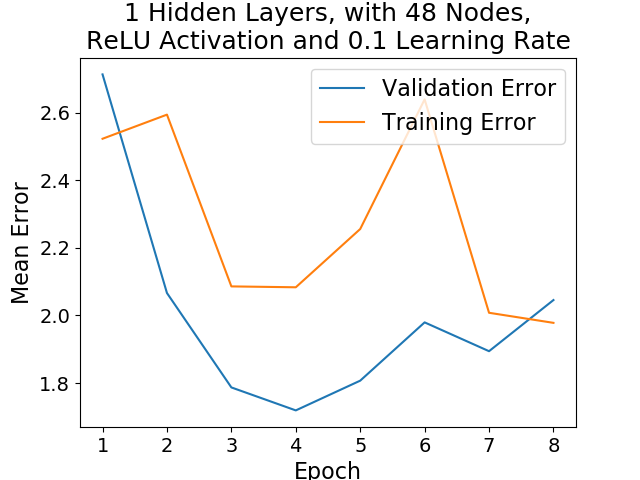 1 Hidden Layers, with 48 Nodes,
ReLU Activation and 0.1 Learning Rate
Validation Error
Training Error
Mean Error
2.6
2.4
2.2
2.0
1.8
1 2 3 4 5 6 7 8
Epoch